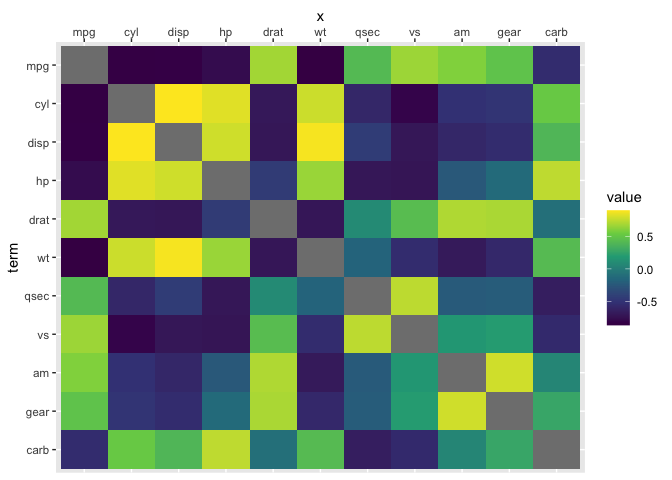 x
mpg cyl disp hp drat wt qsec vs am gear carb
term
mpg
cyl
disp
hp
drat
wt
qsec
vs
am
gear
carb
value
0.5
0.0
-0.5